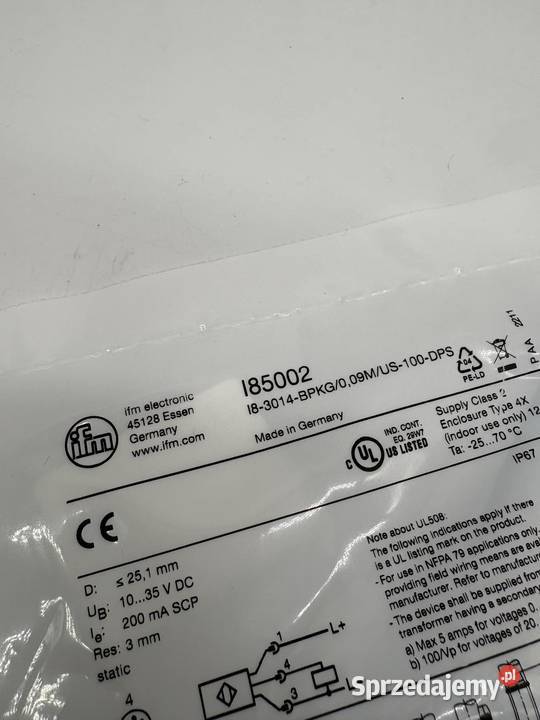 ifm electronic
45128 Essen
Germany
www.ifm.com
ifm
I85002
I8-3014-BPKG/0,09M/US-100-DPS
Made in Germany
04
PE-LD
PAA 2211
C UL US LISTED
IND. CONT.
EQ. 29W7
Supply Class 2
Enclosure Type 4X
(indoor use only) 12
Ta: -25...70 °C
IP67
CE
D: ≤ 25,1 mm
UB: 10...35 V DC
Ie: 200 mA SCP
Res: 3 mm
static
Note about UL508:
The following indications apply if there
is a UL listing mark on the product.
- For use in NFPA 79 applications only.
providing field wiring means are
manufacturer. Refer to manufactur
- The device shall be supplied from
transformer having a secondary
a) Max 5 amps for voltages 0.
b) 100/Vp for voltages of 20.
1 L+
4
3 L
4
Sprzedajemy.pl